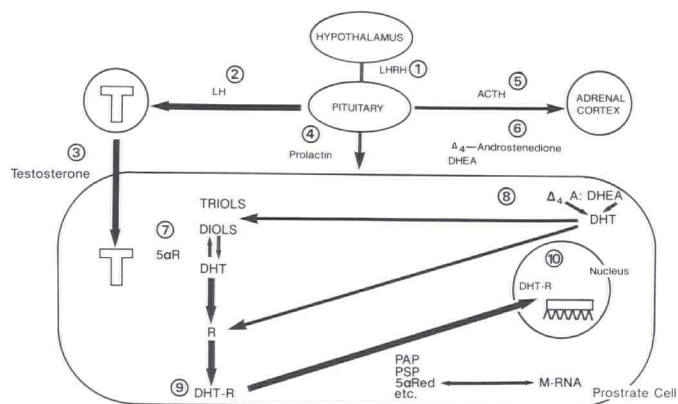 HYPOTHALAMUS
LHRH ①
② LH
PITUITARY
⑤ ACTH
ADRENAL
CORTEX
T
③
Testosterone
④
Prolactin
⑥
Δ₄—Androstenedione
DHEA
TRIOLS
⑧
Δ₄ A: DHEA
DHT
⑦
5αR
DIOLS
T
DHT
⑩
Nucleus
DHT-R
R
⑨
DHT-R
PAP
PSP
5αRed
etc.
M-RNA
Prostrate Cell